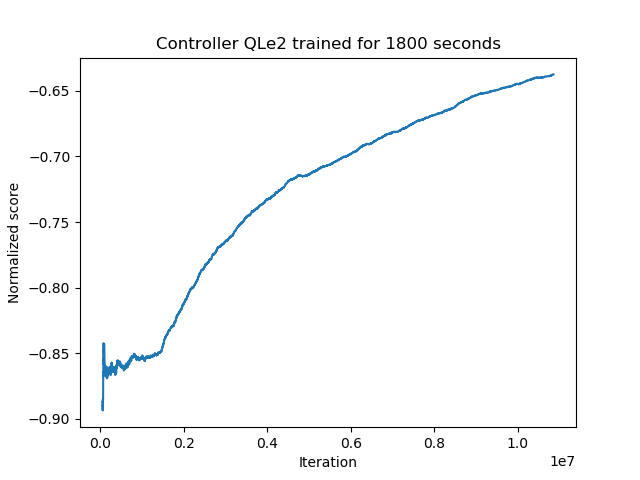 Controller QLe2 trained for 1800 seconds
Normalized score
−0.65
−0.70
−0.75
−0.80
−0.85
−0.90
0.0 0.2 0.4 0.6 0.8 1.0
1e7
Iteration